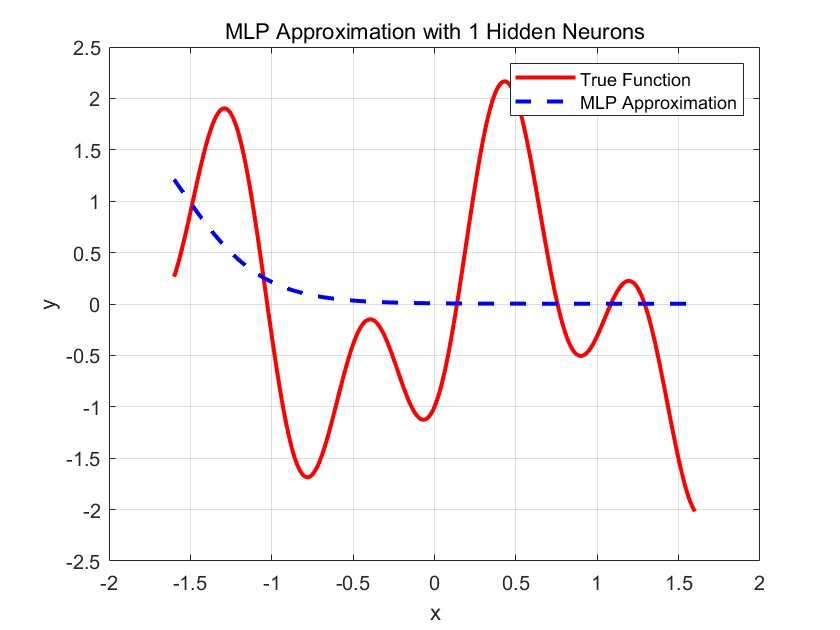 MLP Approximation with 1 Hidden Neurons
True Function
MLP Approximation
2.5
2
1.5
1
0.5
0
-0.5
-1
-1.5
-2
-2.5
y
-2 -1.5 -1 -0.5 0 0.5 1 1.5 2
x